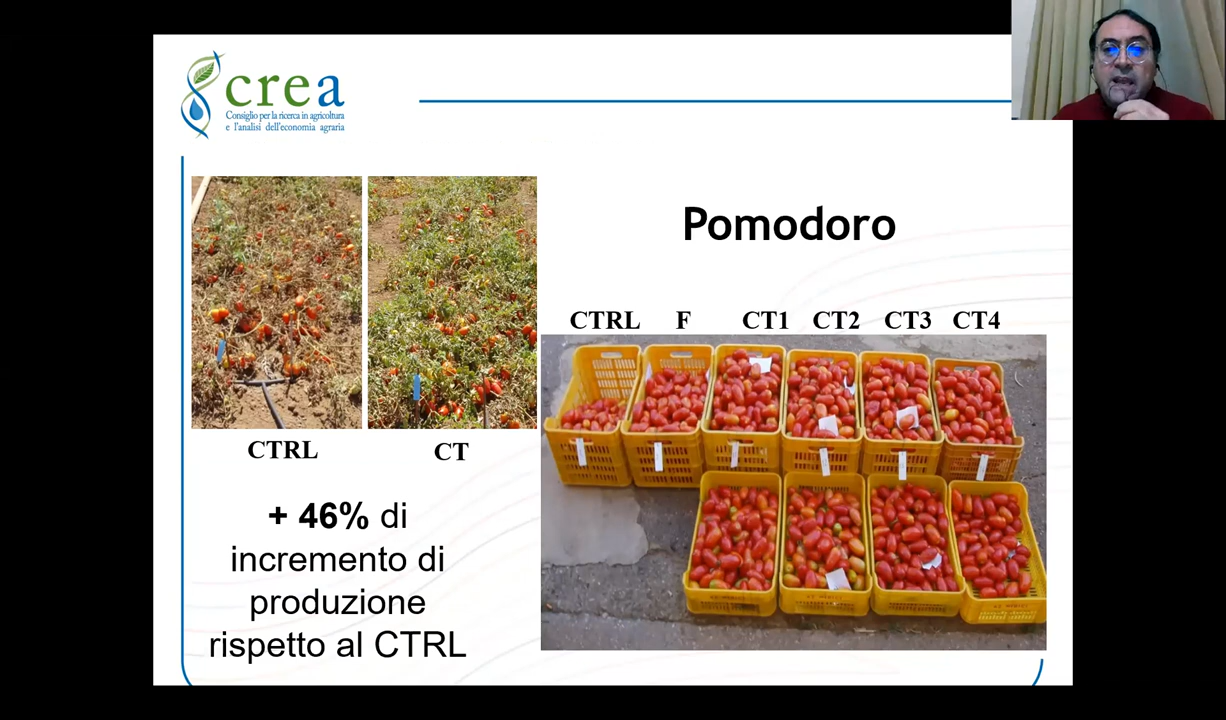 crea
Consiglio per la ricerca in agricoltura
e l'analisi dell'economia agraria
Pomodoro
CTRL F CT1 CT2 CT3 CT4
CTRL CT
+ 46% di
incremento di
produzione
rispetto al CTRL